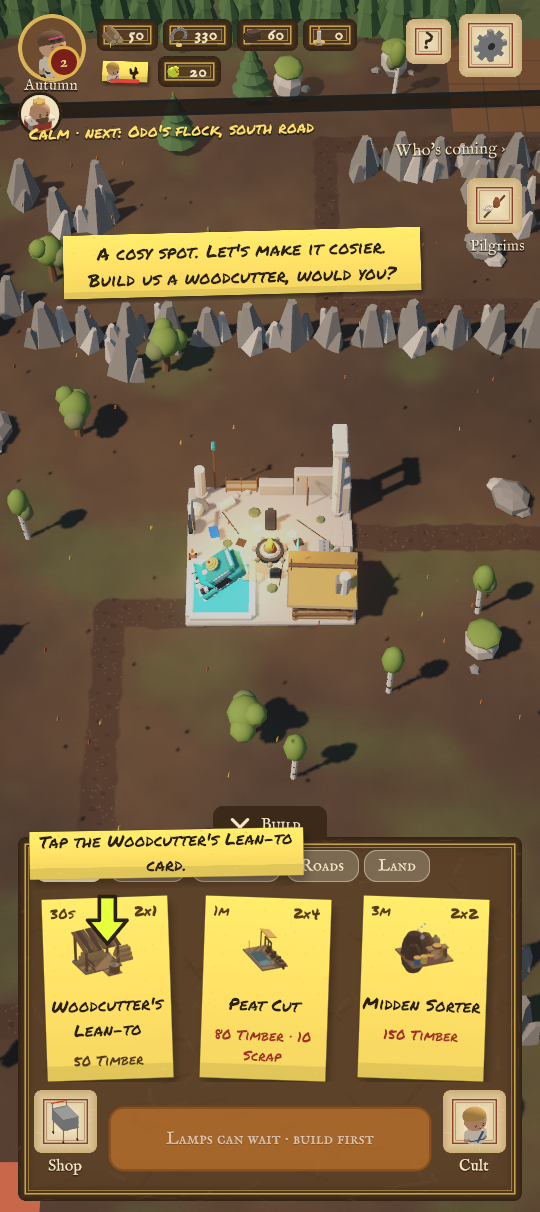 50
330
60
0
2
4
20
Autumn
?
Calm · next: Odo's flock, south road
Who's coming ›
Pilgrims
A cosy spot. Let's make it cosier.
Build us a woodcutter, would you?
Build
Tap the Woodcutter's Lean-to
card.
Roads
Land
30s
2x1
Woodcutter's
Lean-to
50 Timber
1m
2x4
Peat Cut
80 Timber · 10
Scrap
3m
2x2
Midden Sorter
150 Timber
Shop
Lamps can wait · build first
Cult